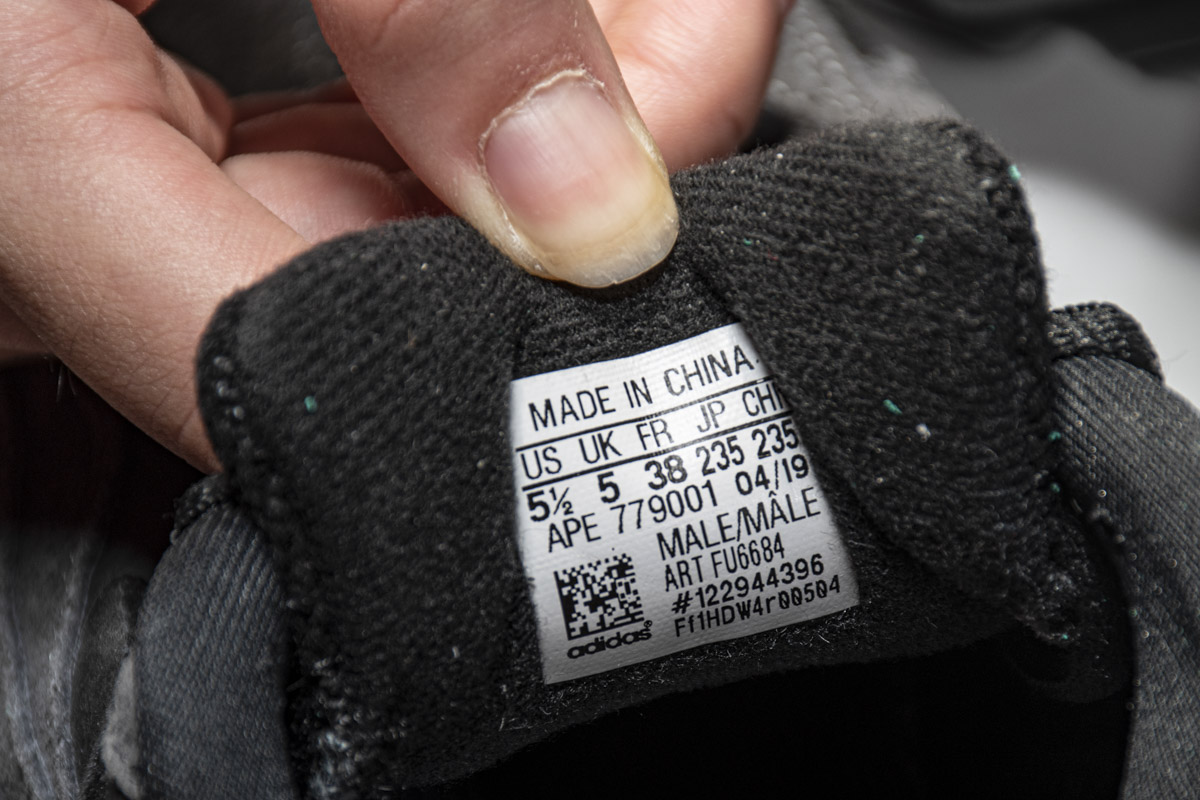 MADE IN CHINA
US UK FR JP CHN
5½ 5 38 235 235
APE 779001 04/19
MALE/MÂLE
ART FU6684
#122944396
Ff1HDW4r00504
adidas®